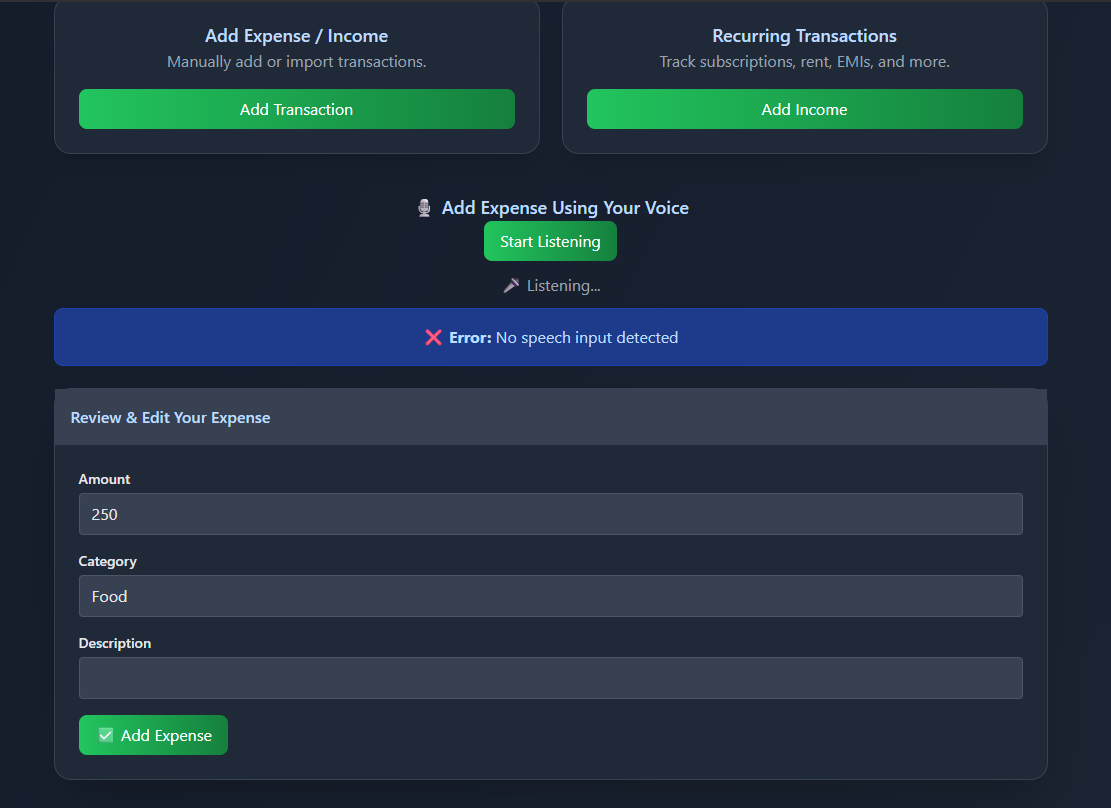 Add Expense / Income
Manually add or import transactions.
Add Transaction
Recurring Transactions
Track subscriptions, rent, EMIs, and more.
Add Income
🎙️ Add Expense Using Your Voice
Start Listening
🎤 Listening...
❌ Error: No speech input detected
Review & Edit Your Expense
Amount
250
Category
Food
Description
✅ Add Expense